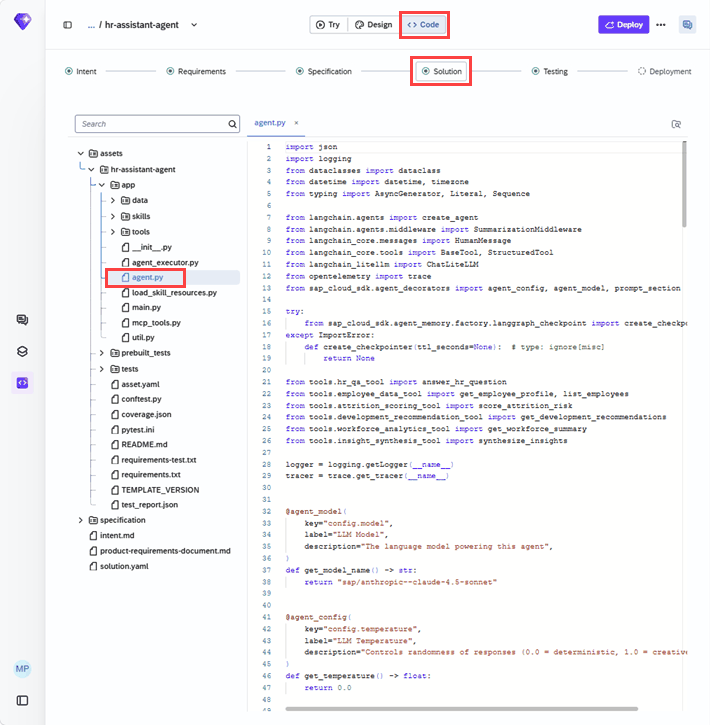 ... / hr-assistant-agent
Try
Design
Code
Deploy
Intent
Requirements
Specification
Solution
Testing
Deployment
Search
assets
hr-assistant-agent
app
data
skills
tools
__init__.py
agent_executor.py
agent.py
load_skill_resources.py
main.py
mcp_tools.py
util.py
prebuilt_tests
tests
asset.yaml
conftest.py
coverage.json
pytest.ini
README.md
requirements-test.txt
requirements.txt
TEMPLATE_VERSION
test_report.json
specification
intent.md
product-requirements-document.md
solution.yaml
MP
agent.py ×
1 import json
2 import logging
3 from dataclasses import dataclass
4 from datetime import datetime, timezone
5 from typing import AsyncGenerator, Literal, Sequence
6
7 from langchain.agents import create_agent
8 from langchain.agents.middleware import SummarizationMiddleware
9 from langchain_core.messages import HumanMessage
10 from langchain_core.tools import BaseTool, StructuredTool
11 from langchain_litellm import ChatLiteLLM
12 from opentelemetry import trace
13 from sap_cloud_sdk.agent_decorators import agent_config, agent_model, prompt_section
14
15 try:
16 from sap_cloud_sdk.agent_memory.factory.langgraph_checkpoint import create_checkpo
17 except ImportError:
18 def create_checkpointer(ttl_seconds=None): # type: ignore[misc]
19 return None
20
21 from tools.hr_qa_tool import answer_hr_question
22 from tools.employee_data_tool import get_employee_profile, list_employees
23 from tools.attrition_scoring_tool import score_attrition_risk
24 from tools.development_recommendation_tool import get_development_recommendations
25 from tools.workforce_analytics_tool import get_workforce_summary
26 from tools.insight_synthesis_tool import synthesize_insights
27
28 logger = logging.getLogger(__name__)
29 tracer = trace.get_tracer(__name__)
30
31
32 @agent_model(
33 key="config.model",
34 label="LLM Model",
35 description="The language model powering this agent",
36 )
37 def get_model_name() -> str:
38 return "sap/anthropic--claude-4.5-sonnet"
39
40
41 @agent_config(
42 key="config.temperature",
43 label="LLM Temperature",
44 description="Controls randomness of responses (0.0 = deterministic, 1.0 = creative
45 )
46 def get_temperature() -> float:
47 return 0.0
48
49